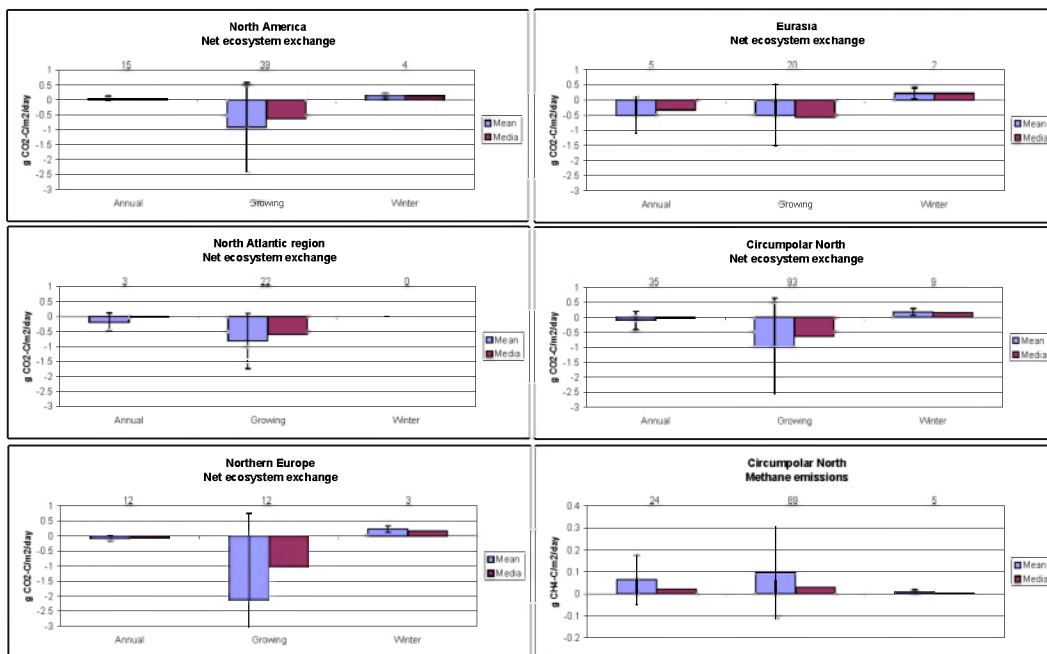 North America
Net ecosystem exchange
15 39 4
g CO2-C/m2/day
1
0.5
0
-0.5
-1
-1.5
-2
-2.5
-3
Annual Growing Winter
Mean
Media
Eurasia
Net ecosystem exchange
5 20 2
g CO2-C/m2/day
1
0.5
0
-0.5
-1
-1.5
-2
-2.5
-3
Annual Growing Winter
Mean
Media
North Atlantic region
Net ecosystem exchange
3 22 0
g CO2-C/m2/day
1
0.5
0
-0.5
-1
-1.5
-2
-2.5
-3
Annual Growing Winter
Mean
Media
Circumpolar North
Net ecosystem exchange
35 93 9
g CO2-C/m2/day
1
0.5
0
-0.5
-1
-1.5
-2
-2.5
-3
Annual Growing Winter
Mean
Media
Northern Europe
Net ecosystem exchange
12 12 3
g CO2-C/m2/day
1
0.5
0
-0.5
-1
-1.5
-2
-2.5
-3
Annual Growing Winter
Mean
Media
Circumpolar North
Methane emissions
24 5
g CH4-C/m2/day
0.4
0.3
0.2
0.1
0
-0.1
-0.2
Mean
Media